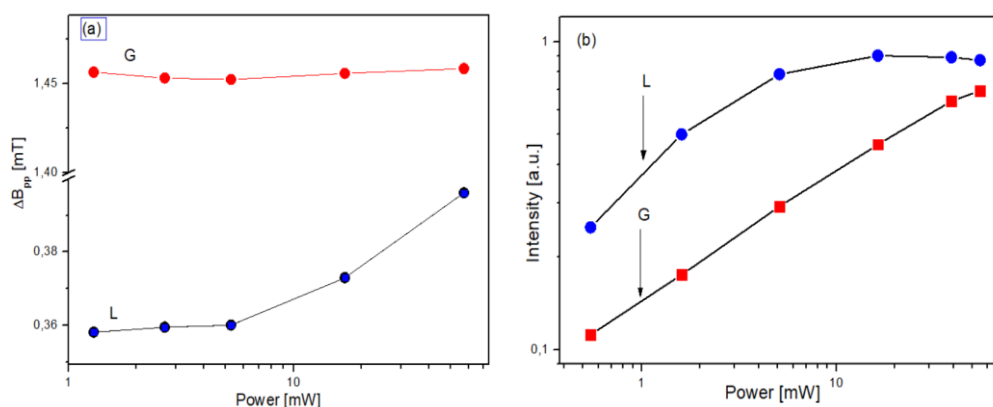 (a)
G
1,45
1,40
ΔB_pp [mT]
0,38
0,36
L
1
10
Power [mW]
(b)
1
L
Intensity [a.u.]
G
0,1
1
10
Power [mW]